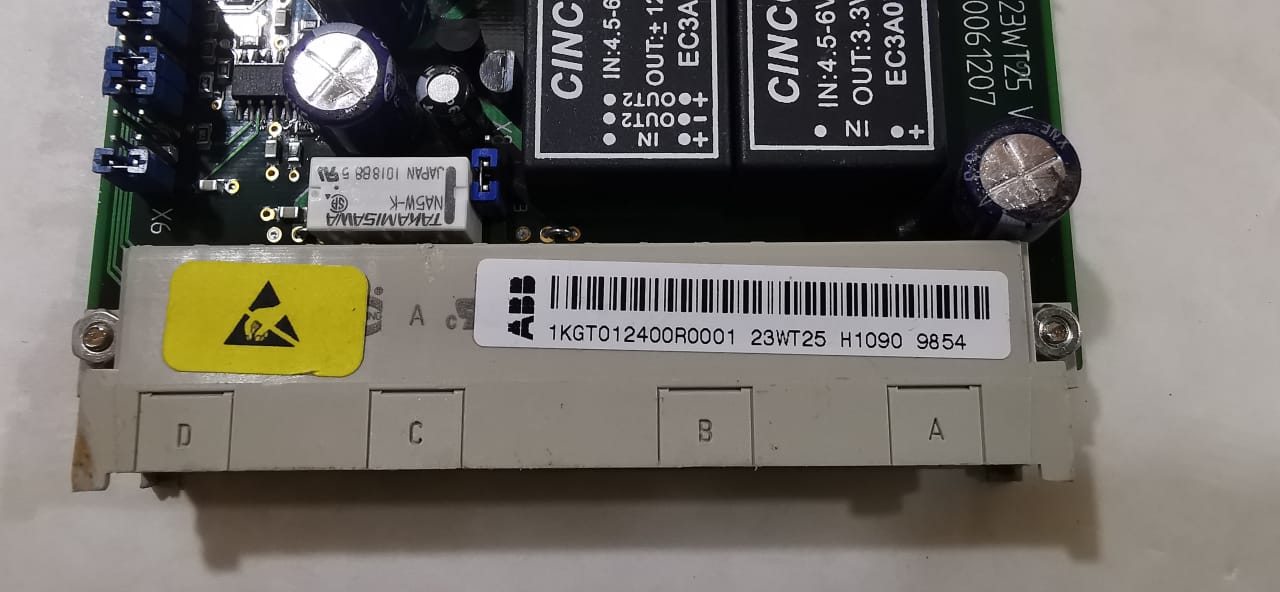 CINC
IN:4.5-6
OUT:±12
EC3A
OUT2
OUT2
IN
+
-
+
CINC
IN:4.5-6V
OUT:3.3V
EC3A0
IN
+
23WT25 V
0061207
X6
TAKAMISAWA
NA5W-K
JAPAN 101888 5
ABB
1KGT012400R0001 23WT25 H1090 9854
A
c
D
C
B
A